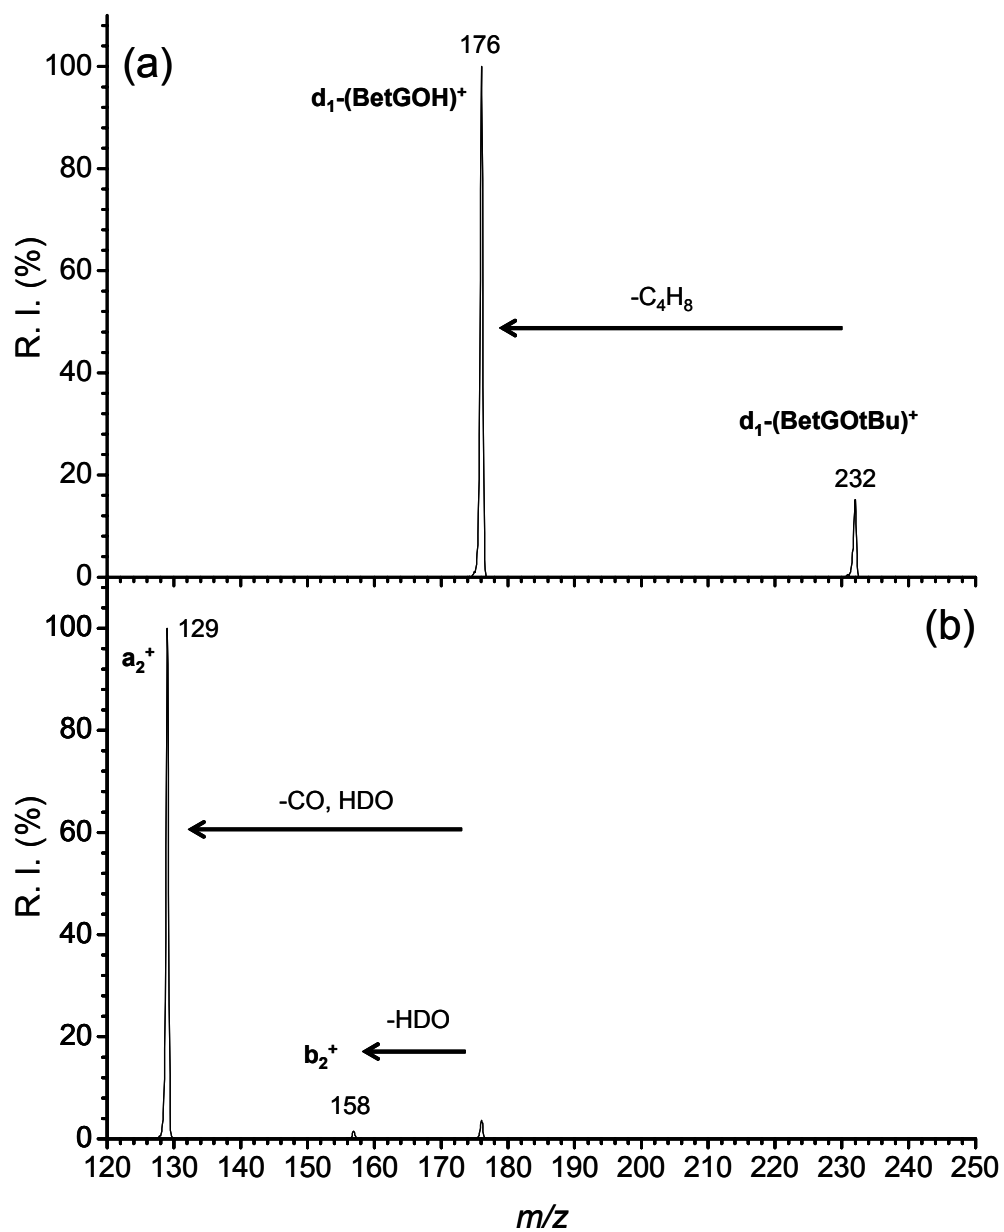 (a)
176
d₁-(BetGOH)⁺
-C₄H₈
d₁-(BetGOtBu)⁺
232
R. I. (%)
100
80
60
40
20
0
(b)
129
a₂⁺
-CO, HDO
-HDO
b₂⁺
158
R. I. (%)
100
80
60
40
20
0
120 130 140 150 160 170 180 190 200 210 220 230 240 250
m/z